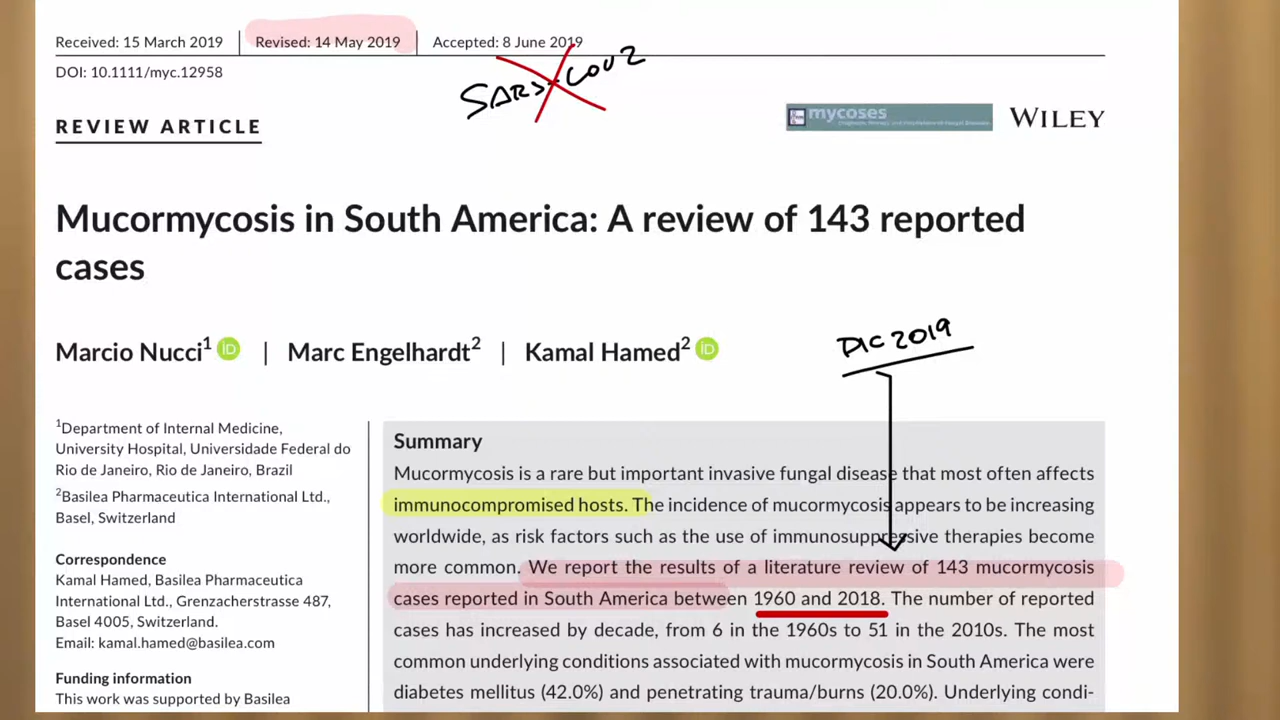 Received: 15 March 2019 | Revised: 14 May 2019 | Accepted: 8 June 2019
DOI: 10.1111/myc.12958
SARS-COV2
REVIEW ARTICLE
mycoses
WILEY
Mucormycosis in South America: A review of 143 reported
cases
DIC 2019
Marcio Nucci1 iD | Marc Engelhardt2 | Kamal Hamed2 iD
1Department of Internal Medicine,
University Hospital, Universidade Federal do
Rio de Janeiro, Rio de Janeiro, Brazil
2Basilea Pharmaceutica International Ltd.,
Basel, Switzerland
Correspondence
Kamal Hamed, Basilea Pharmaceutica
International Ltd., Grenzacherstrasse 487,
Basel 4005, Switzerland.
Email: kamal.hamed@basilea.com
Funding information
This work was supported by Basilea
Summary
Mucormycosis is a rare but important invasive fungal disease that most often affects
immunocompromised hosts. The incidence of mucormycosis appears to be increasing
worldwide, as risk factors such as the use of immunosuppressive therapies become
more common. We report the results of a literature review of 143 mucormycosis
cases reported in South America between 1960 and 2018. The number of reported
cases has increased by decade, from 6 in the 1960s to 51 in the 2010s. The most
common underlying conditions associated with mucormycosis in South America were
diabetes mellitus (42.0%) and penetrating trauma/burns (20.0%). Underlying condi-